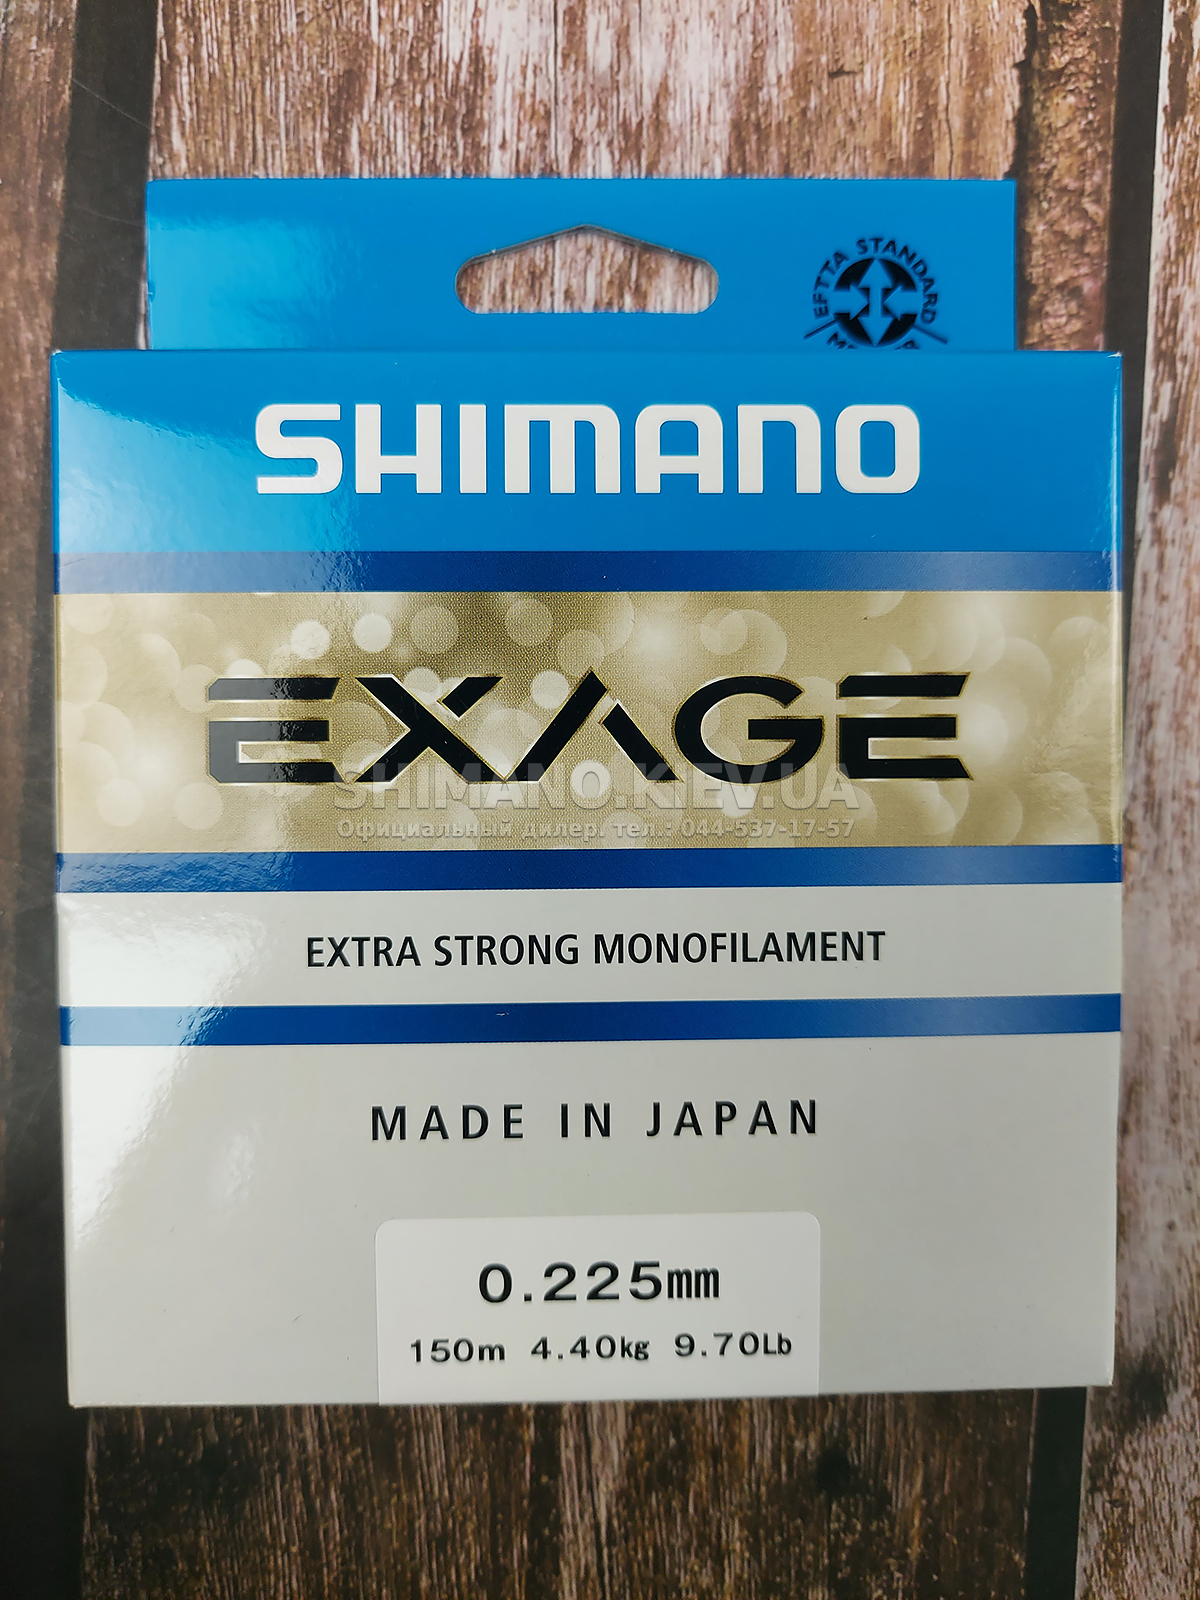 EFTTA STANDARD
SHIMANO
EXAGE
SHIMANO.KIEV.UA
Официальный дилер. тел.: 044-537-17-57
EXTRA STRONG MONOFILAMENT
MADE IN JAPAN
0.225mm
150m 4.40kg 9.70Lb